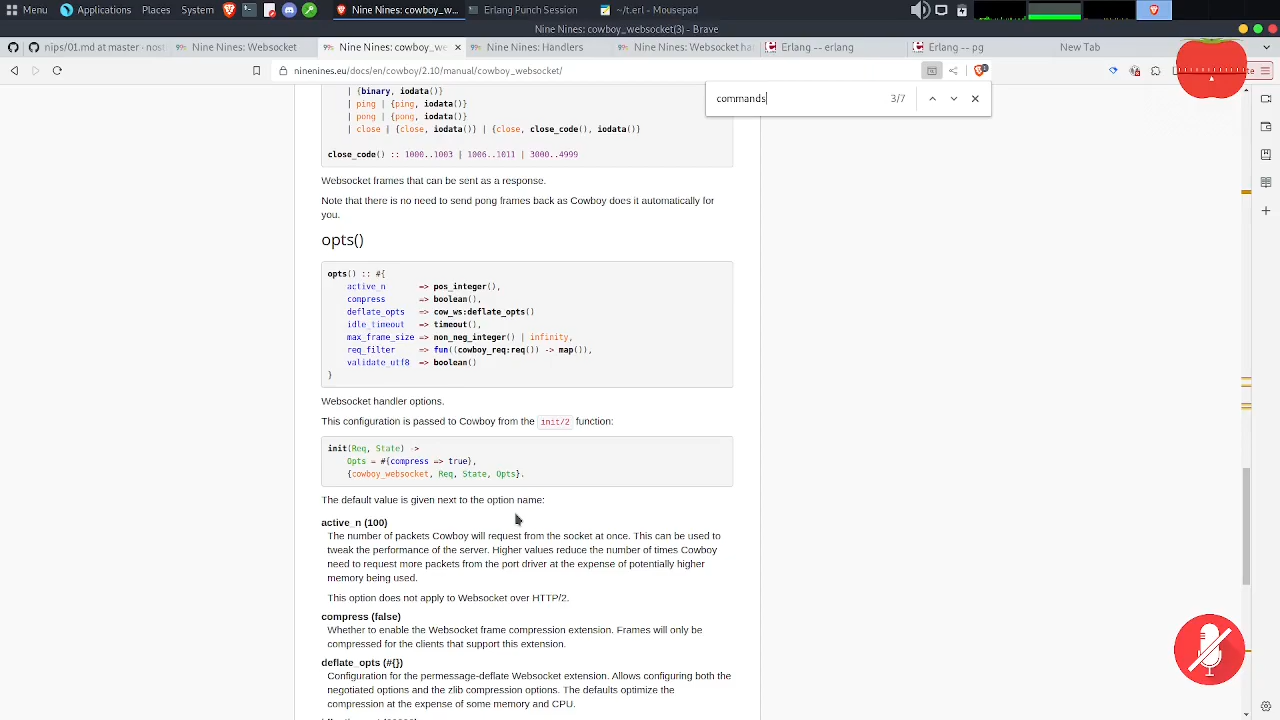 Menu Applications Places System Nine Nines: cowboy_w... Erlang Punch Session ~/t.erl - Mousepad
Nine Nines: cowboy_websocket(3) - Brave
nips/01.md at master · nost Nine Nines: Websocket Nine Nines: cowboy_we Nine Nines: Handlers Nine Nines: Websocket ha Erlang -- erlang Erlang -- pg New Tab
ninenines.eu/docs/en/cowboy/2.10/manual/cowboy_websocket/
commands 3/7
| {binary, iodata()}
| ping | {ping, iodata()}
| pong | {pong, iodata()}
| close | {close, iodata()} | {close, close_code(), iodata()}
close_code() :: 1000..1003 | 1006..1011 | 3000..4999
Websocket frames that can be sent as a response.
Note that there is no need to send pong frames back as Cowboy does it automatically for
you.
opts()
opts() :: #{
active_n => pos_integer(),
compress => boolean(),
deflate_opts => cow_ws:deflate_opts()
idle_timeout => timeout(),
max_frame_size => non_neg_integer() | infinity,
req_filter => fun((cowboy_req:req()) -> map()),
validate_utf8 => boolean()
}
Websocket handler options.
This configuration is passed to Cowboy from the init/2 function:
init(Req, State) ->
Opts = #{compress => true},
{cowboy_websocket, Req, State, Opts}.
The default value is given next to the option name:
active_n (100)
The number of packets Cowboy will request from the socket at once. This can be used to
tweak the performance of the server. Higher values reduce the number of times Cowboy
need to request more packets from the port driver at the expense of potentially higher
memory being used.
This option does not apply to Websocket over HTTP/2.
compress (false)
Whether to enable the Websocket frame compression extension. Frames will only be
compressed for the clients that support this extension.
deflate_opts (#{})
Configuration for the permessage-deflate Websocket extension. Allows configuring both the
negotiated options and the zlib compression options. The defaults optimize the
compression at the expense of some memory and CPU.